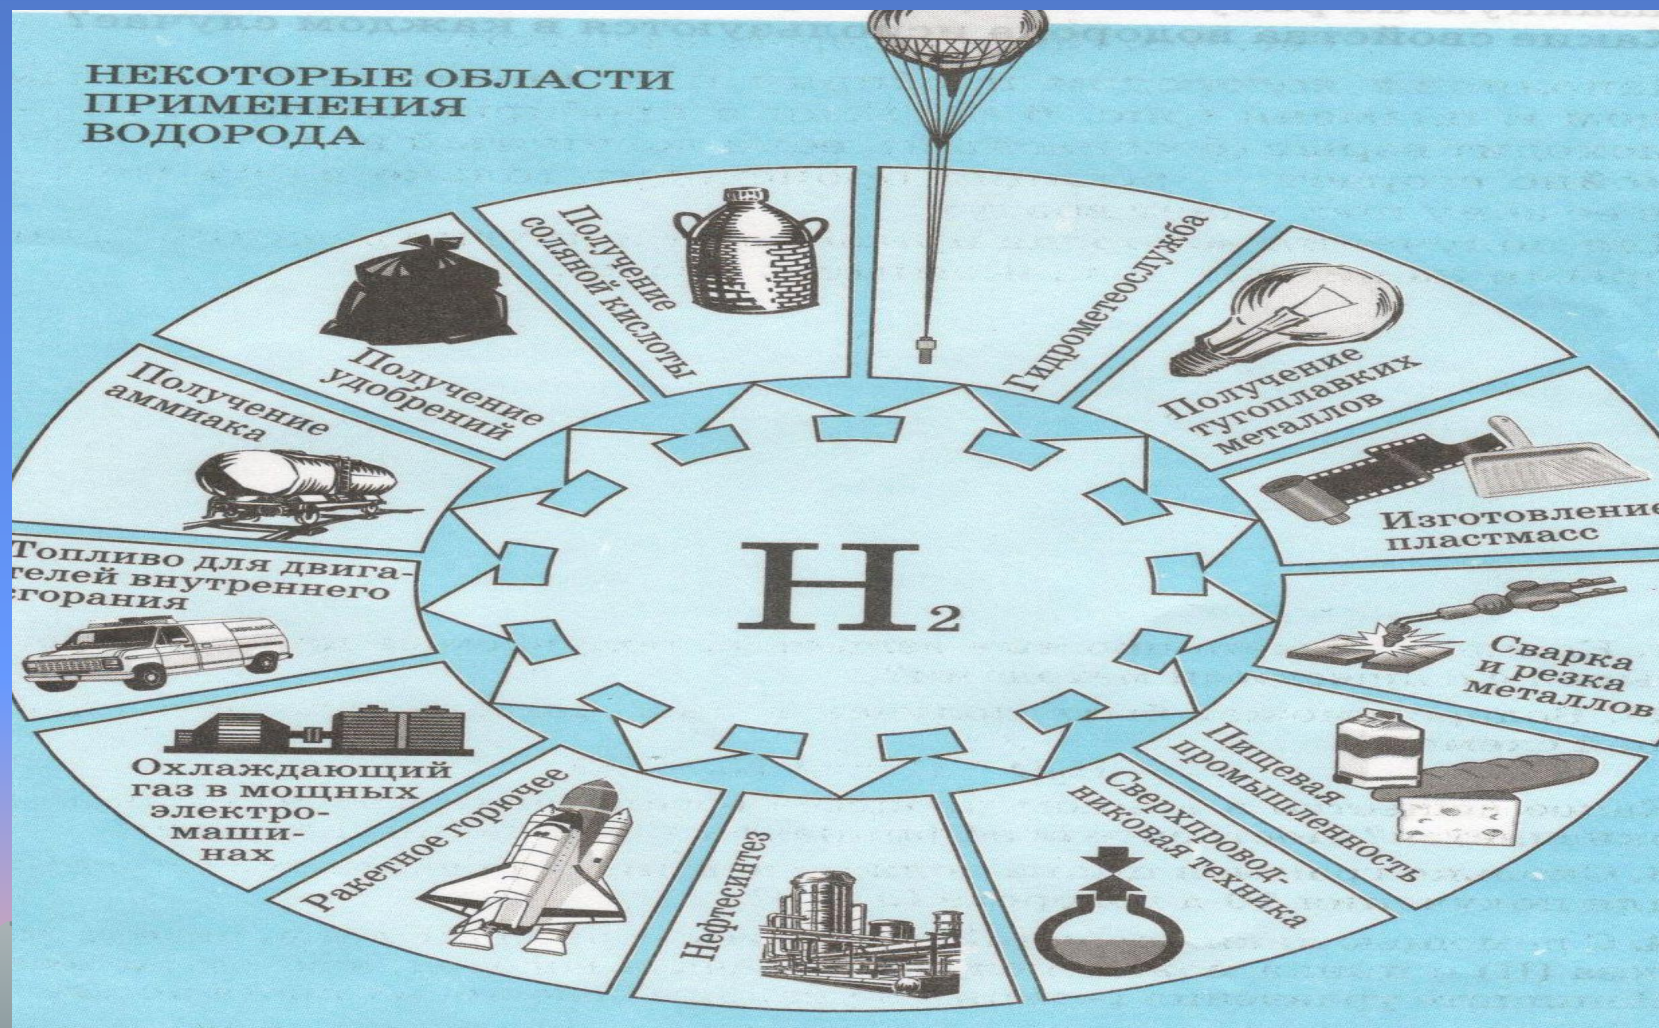 НЕКОТОРЫЕ ОБЛАСТИ
ПРИМЕНЕНИЯ
ВОДОРОДА
Гидрометеослужба
Получение
тугоплавких
металлов
Изготовление
пластмасс
Сварка
и резка
металлов
Пищевая
промышленность
Сверхпровод-
никовая техника
Нефтесинтез
Ракетное горючее
Охлаждающий
газ в мощных
электро-
маши-
нах
Топливо для двига-
телей внутреннего
сгорания
Получение
аммиака
Получение
удобрений
Получение
соляной кислоты
H₂